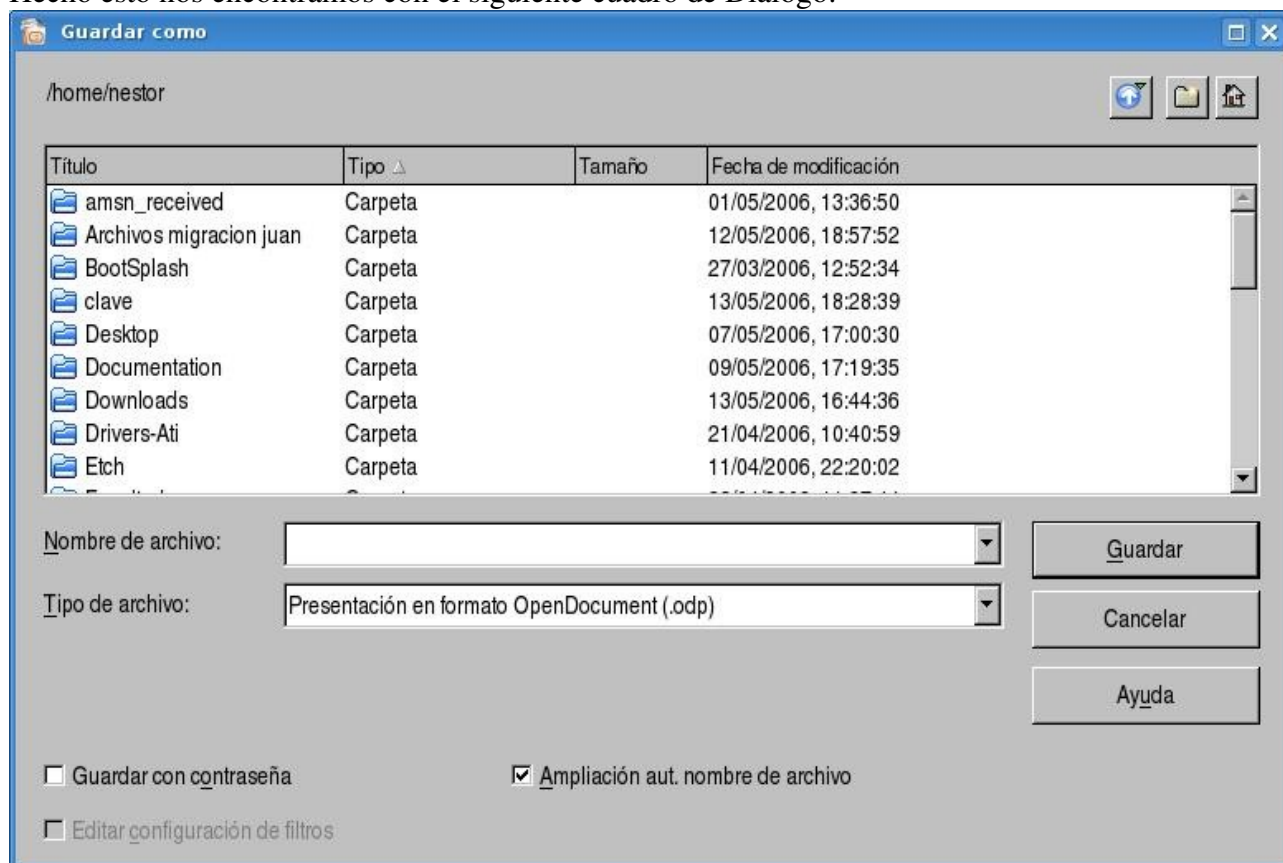 Hecho esto nos encontramos con el siguiente cuadro de Dialogo:
Guardar como
/home/nestor
Título Tipo Tamaño Fecha de modificación
amsn_received Carpeta 01/05/2006, 13:36:50
Archivos migracion juan Carpeta 12/05/2006, 18:57:52
BootSplash Carpeta 27/03/2006, 12:52:34
clave Carpeta 13/05/2006, 18:28:39
Desktop Carpeta 07/05/2006, 17:00:30
Documentation Carpeta 09/05/2006, 17:19:35
Downloads Carpeta 13/05/2006, 16:44:36
Drivers-Ati Carpeta 21/04/2006, 10:40:59
Etch Carpeta 11/04/2006, 22:20:02
Nombre de archivo:
Guardar
Tipo de archivo: Presentación en formato OpenDocument (.odp)
Cancelar
Ayuda
Guardar con contraseña Ampliación aut. nombre de archivo
Editar configuración de filtros